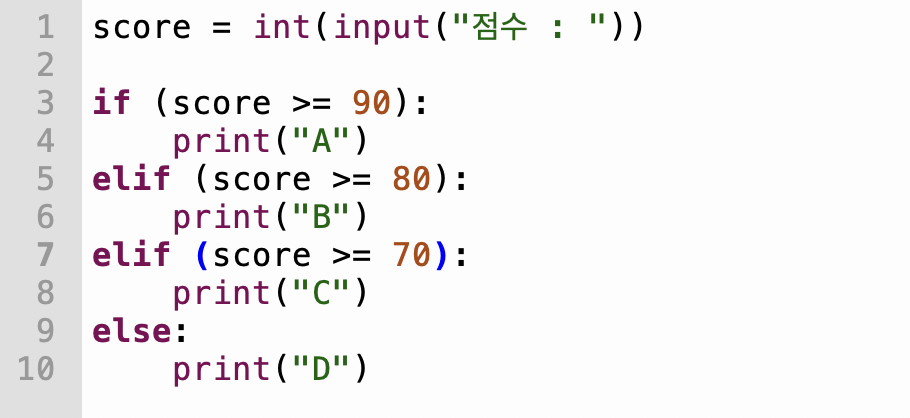 1 score = int(input("점수 : "))
2
3 if (score >= 90):
4     print("A")
5 elif (score >= 80):
6     print("B")
7 elif (score >= 70):
8     print("C")
9 else:
10     print("D")